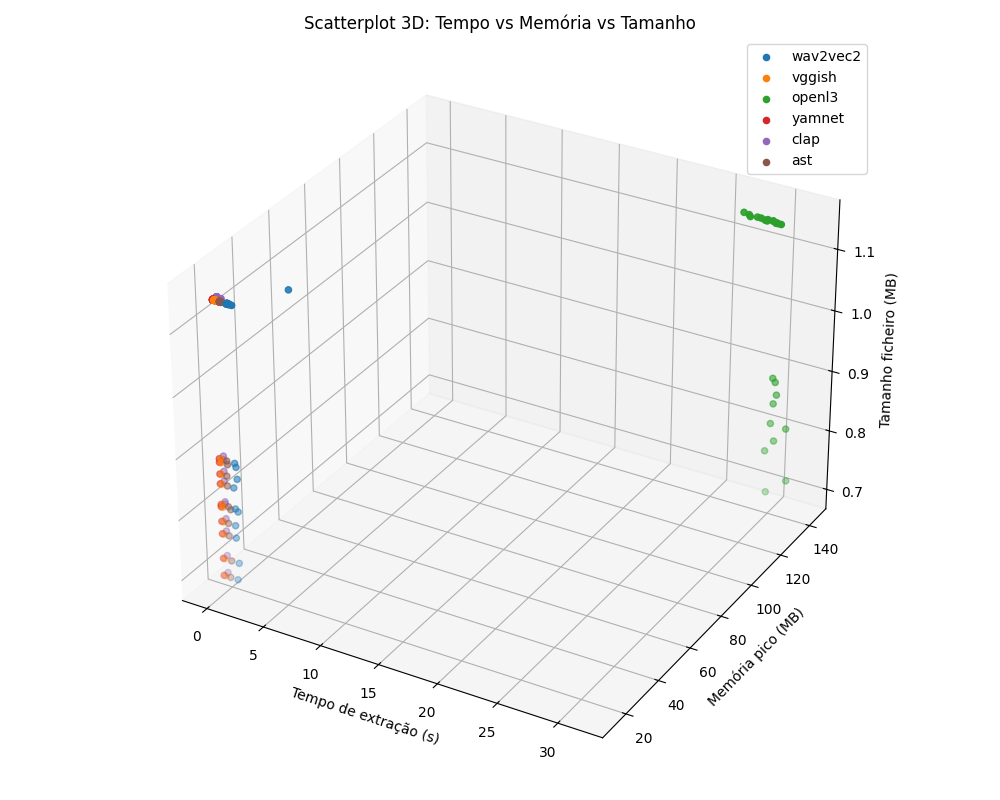 Scatterplot 3D: Tempo vs Memória vs Tamanho
wav2vec2
vggish
openl3
yamnet
clap
ast
1.1
1.0
0.9
0.8
0.7
Tamanho ficheiro (MB)
140
120
100
80
60
40
20
Memória pico (MB)
0
5
10
15
20
25
30
Tempo de extração (s)